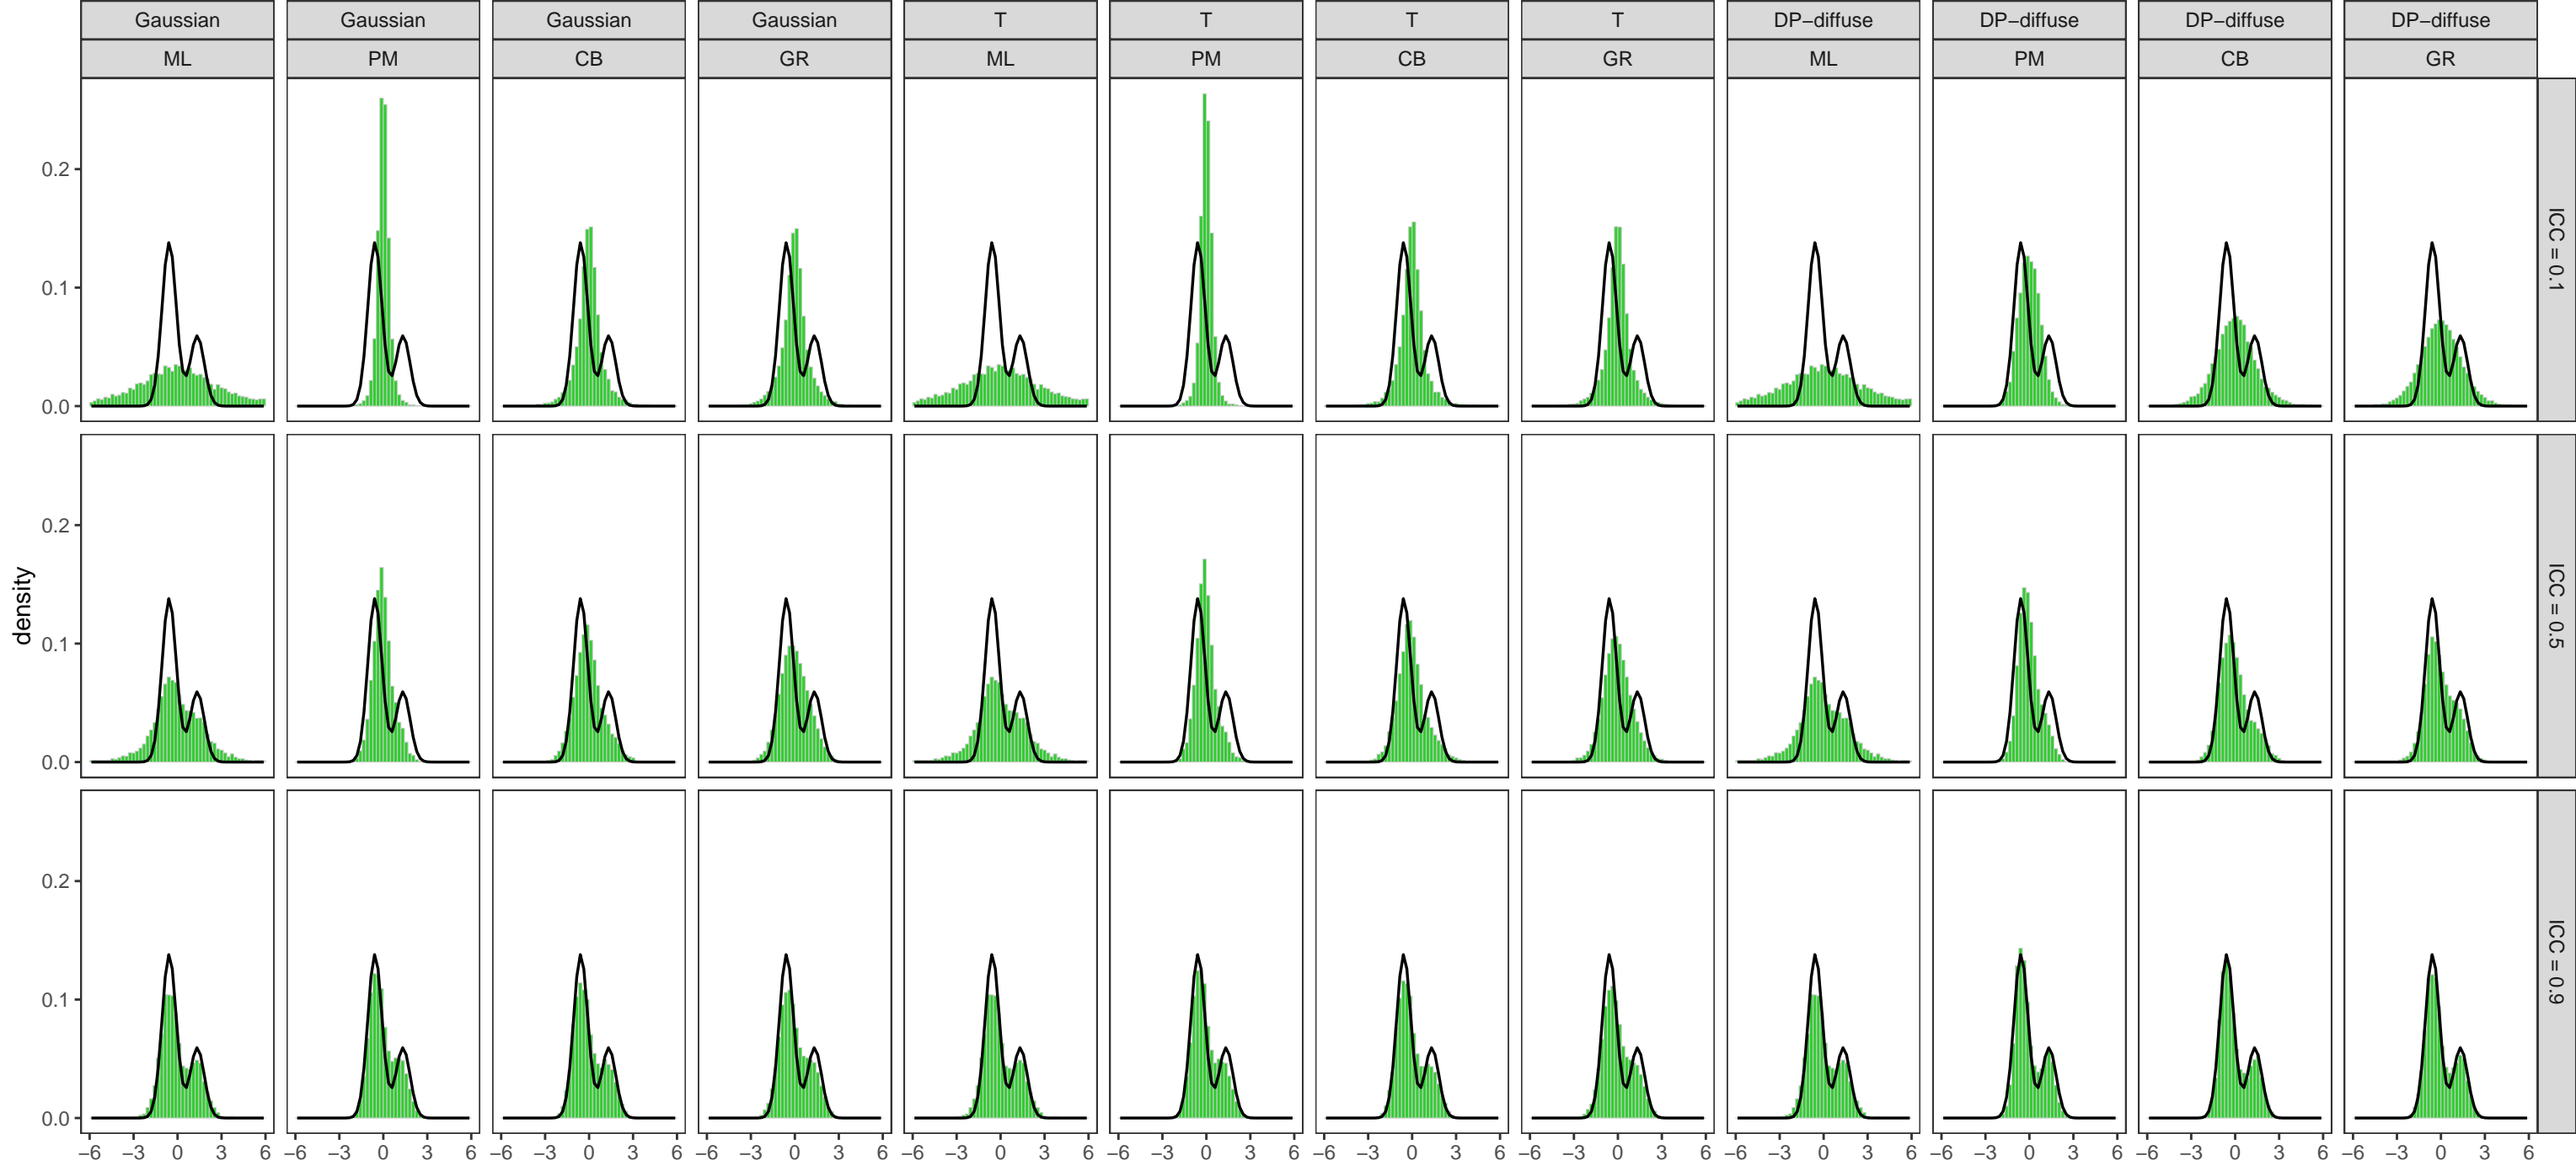 Gaussian Gaussian Gaussian Gaussian T T T T DP−diffuse DP−diffuse DP−diffuse DP−diffuse
ML PM CB GR ML PM CB GR ML PM CB GR
0.2
0.1
0.0
ICC = 0.1
density
0.2
0.1
0.0
ICC = 0.5
0.2
0.1
0.0
ICC = 0.9
−6 −3 0 3 6 −6 −3 0 3 6 −6 −3 0 3 6 −6 −3 0 3 6 −6 −3 0 3 6 −6 −3 0 3 6 −6 −3 0 3 6 −6 −3 0 3 6 −6 −3 0 3 6 −6 −3 0 3 6 −6 −3 0 3 6 −6 −3 0 3 6